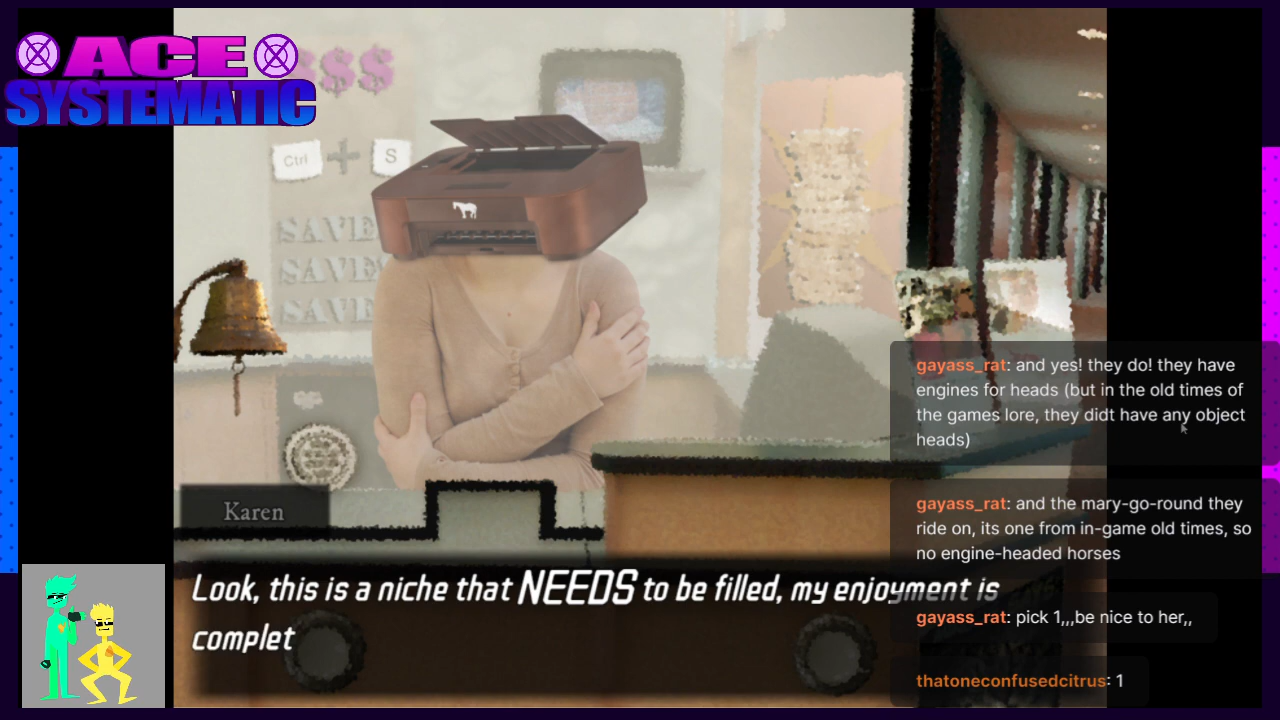 ACE
SYSTEMATIC
$$
Ctrl + S
SAVE
SAVE
SAVE
Karen
Look, this is a niche that NEEDS to be filled, my enjoyment is
complet
gayass_rat: and yes! they do! they have
engines for heads (but in the old times of
the games lore, they didt have any object
heads)
gayass_rat: and the mary-go-round they
ride on, its one from in-game old times, so
no engine-headed horses
gayass_rat: pick 1,,,be nice to her,,
thatoneconfusedcitrus: 1